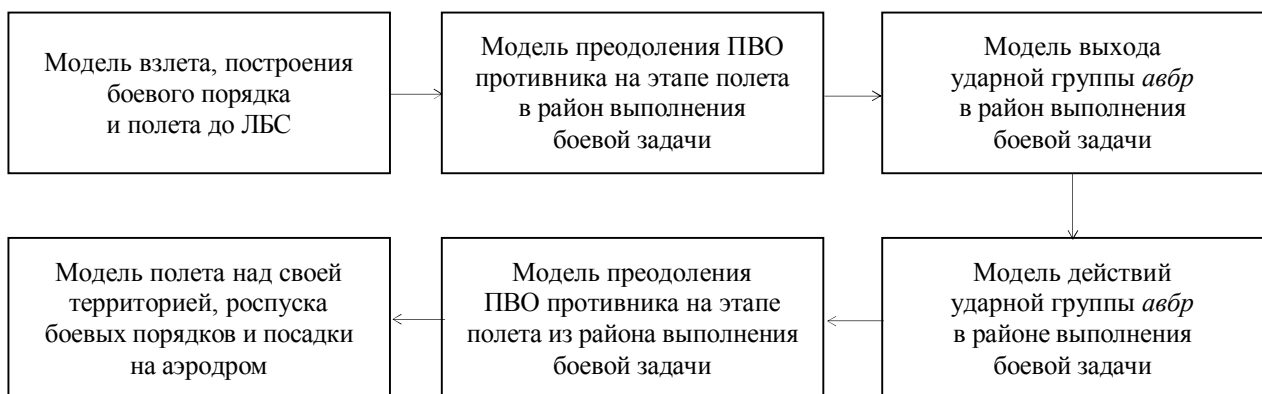 Модель взлета, построения
боевого порядка
и полета до ЛБС
Модель преодоления ПВО
противника на этапе полета
в район выполнения
боевой задачи
Модель выхода
ударной группы авбр
в район выполнения
боевой задачи
Модель действий
ударной группы авбр
в районе выполнения
боевой задачи
Модель преодоления
ПВО противника на этапе
полета из района выполнения
боевой задачи
Модель полета над своей
территорией, роспуска
боевых порядков и посадки
на аэродром